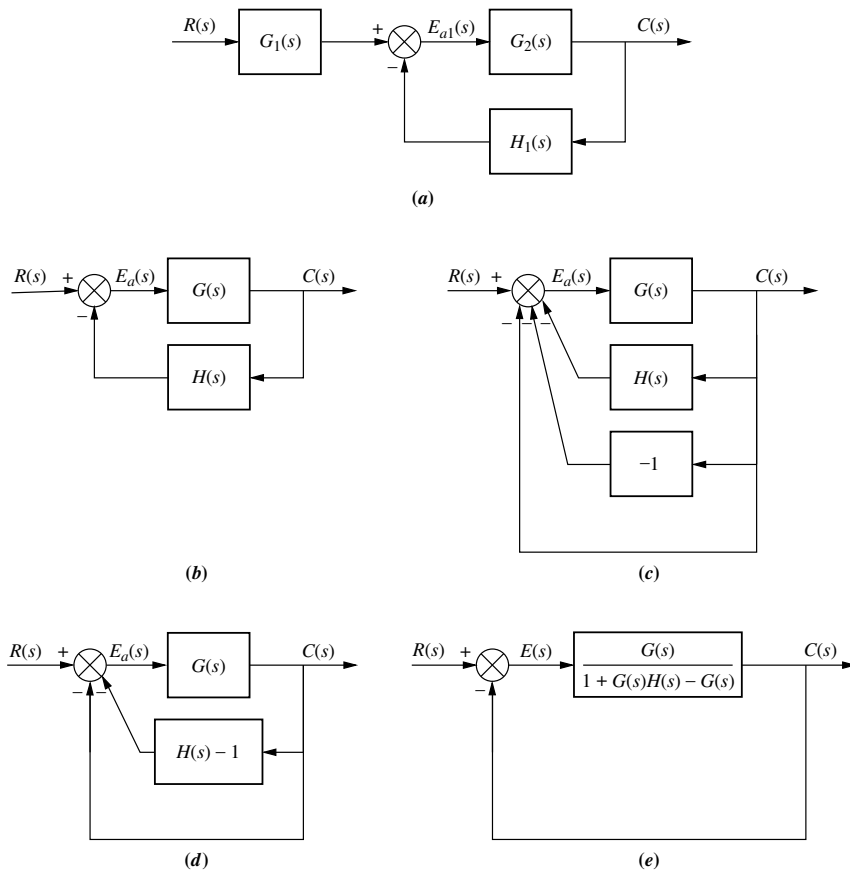 R(s) G₁(s) + − Eₐ₁(s) G₂(s) C(s)
H₁(s)
(a)
R(s) + − Eₐ(s) G(s) C(s)
H(s)
(b)
R(s) + − − − Eₐ(s) G(s) C(s)
H(s)
−1
(c)
R(s) + − − Eₐ(s) G(s) C(s)
H(s) − 1
(d)
R(s) + − E(s) G(s) C(s)
1 + G(s)H(s) − G(s)
(e)